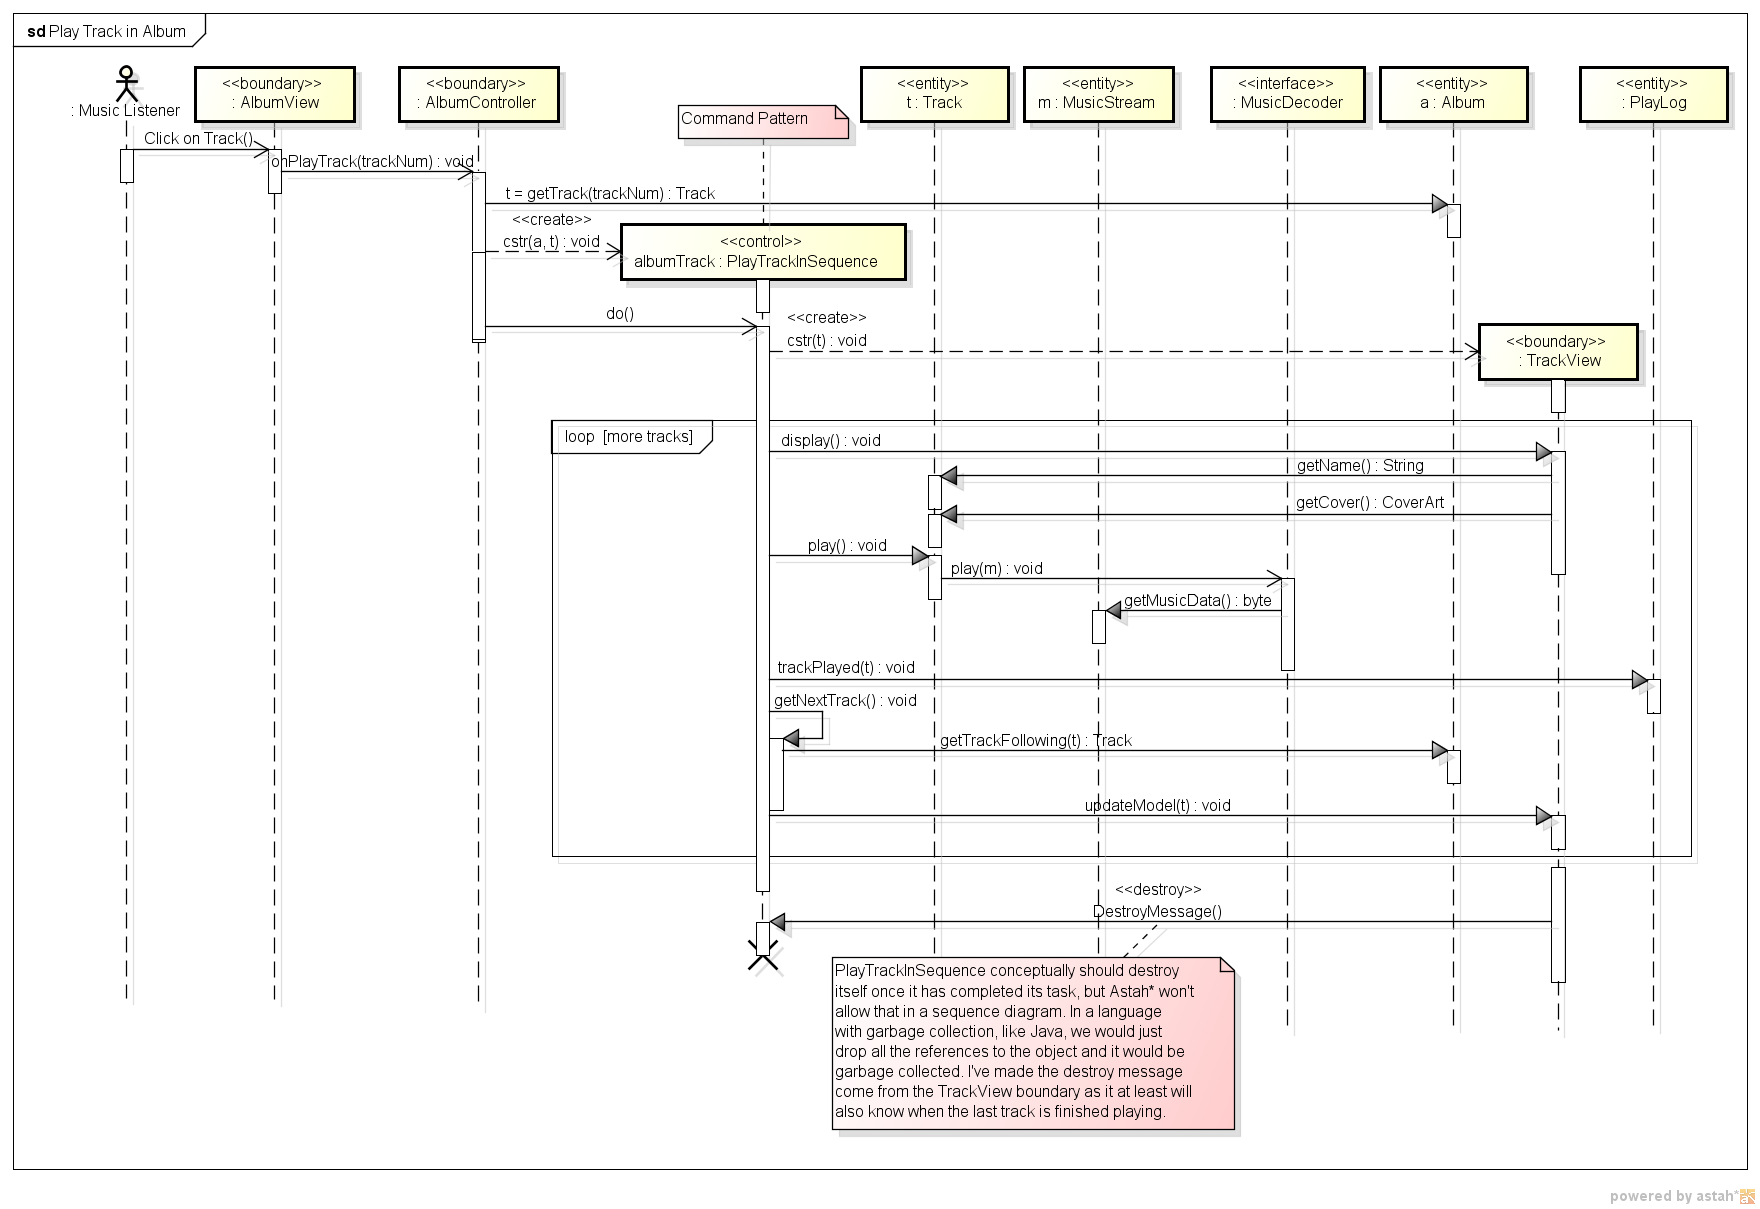 sd Play Track in Album
: Music Listener
<<boundary>>
: AlbumView
<<boundary>>
: AlbumController
Command Pattern
<<entity>>
t : Track
<<entity>>
m : MusicStream
<<interface>>
: MusicDecoder
<<entity>>
a : Album
<<entity>>
: PlayLog
Click on Track()
onPlayTrack(trackNum) : void
t = getTrack(trackNum) : Track
<<create>>
cstr(a, t) : void
<<control>>
albumTrack : PlayTrackInSequence
do()
<<create>>
cstr(t) : void
<<boundary>>
: TrackView
loop [more tracks]
display() : void
getName() : String
getCover() : CoverArt
play() : void
play(m) : void
getMusicData() : byte
trackPlayed(t) : void
getNextTrack() : void
getTrackFollowing(t) : Track
updateModel(t) : void
<<destroy>>
DestroyMessage()
PlayTrackInSequence conceptually should destroy
itself once it has completed its task, but Astah* won't
allow that in a sequence diagram. In a language
with garbage collection, like Java, we would just
drop all the references to the object and it would be
garbage collected. I've made the destroy message
come from the TrackView boundary as it at least will
also know when the last track is finished playing.
powered by astah*